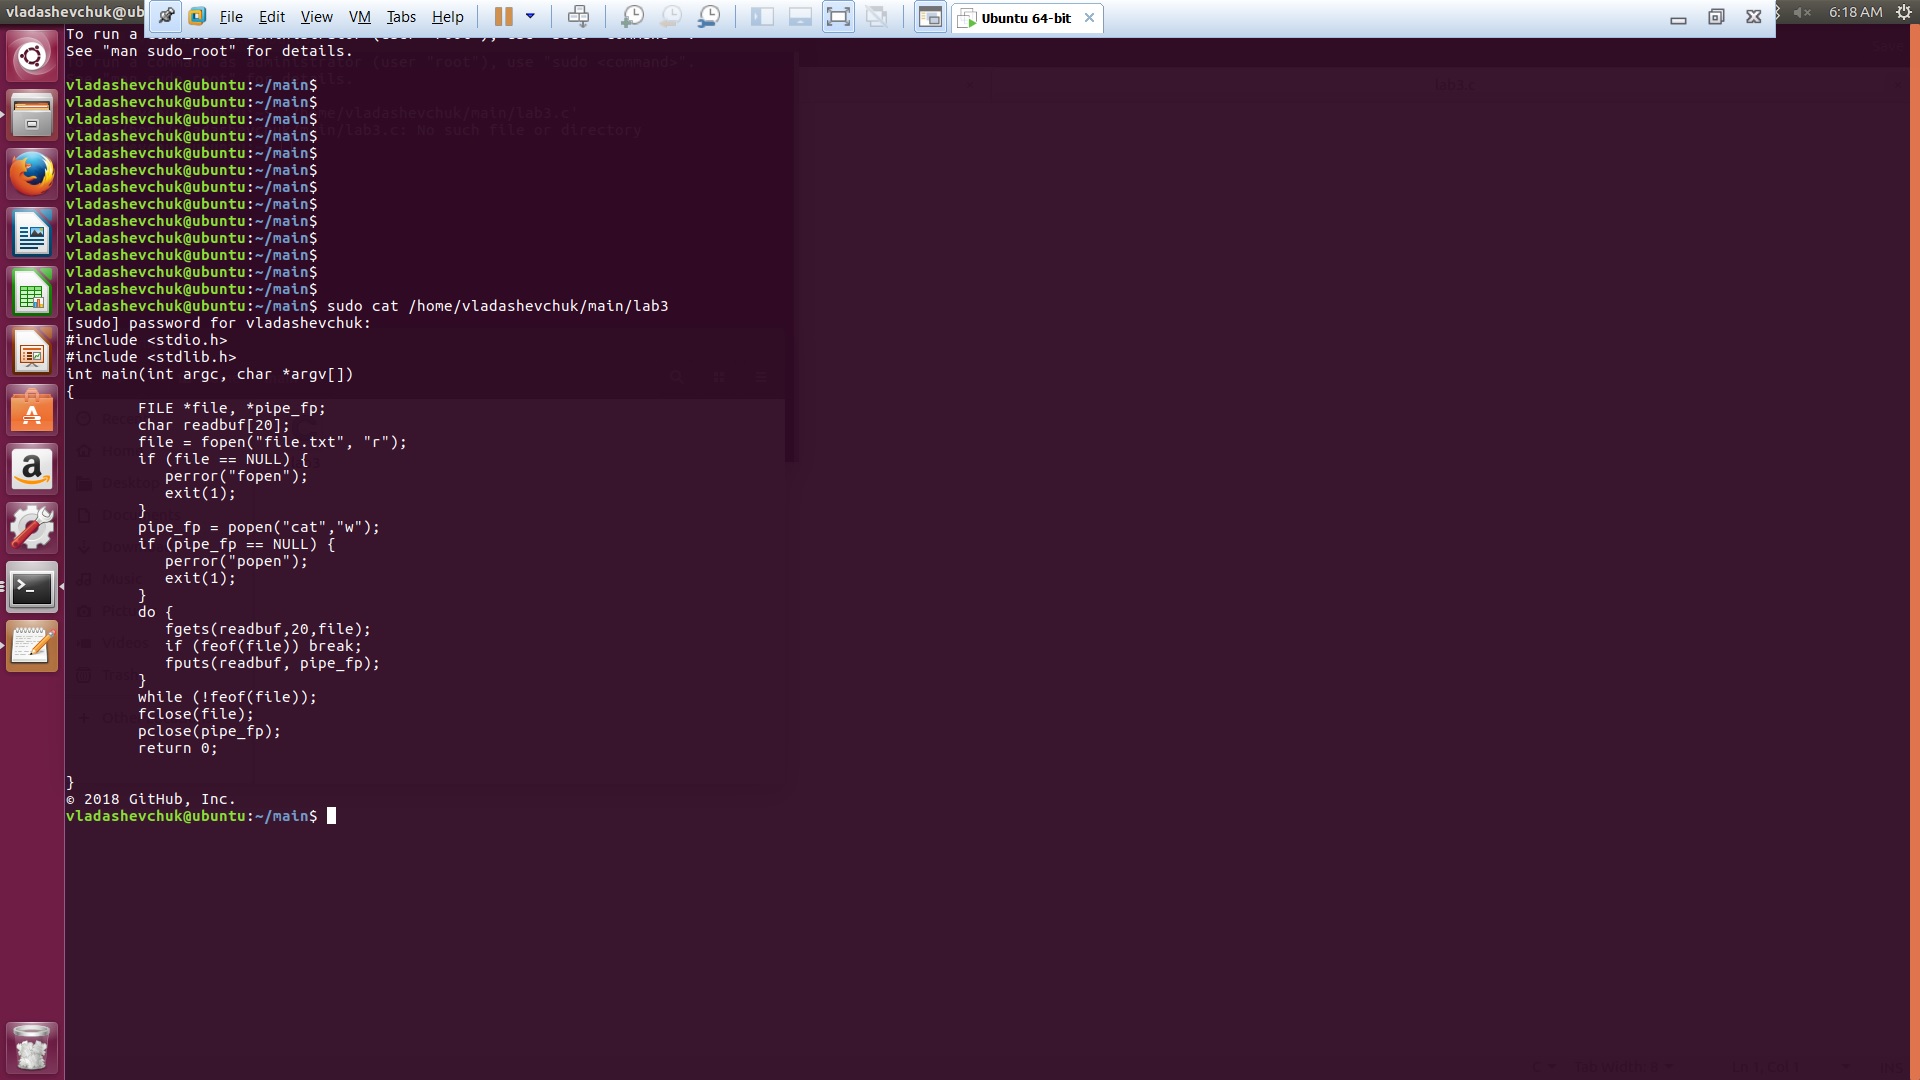 vladashevchuk@ub
File Edit View VM Tabs Help
Ubuntu 64-bit
6:18 AM
See "man sudo_root" for details.
vladashevchuk@ubuntu:~/main$
vladashevchuk@ubuntu:~/main$
vladashevchuk@ubuntu:~/main$
vladashevchuk@ubuntu:~/main$
vladashevchuk@ubuntu:~/main$
vladashevchuk@ubuntu:~/main$
vladashevchuk@ubuntu:~/main$
vladashevchuk@ubuntu:~/main$
vladashevchuk@ubuntu:~/main$
vladashevchuk@ubuntu:~/main$
vladashevchuk@ubuntu:~/main$
vladashevchuk@ubuntu:~/main$
vladashevchuk@ubuntu:~/main$
vladashevchuk@ubuntu:~/main$ sudo cat /home/vladashevchuk/main/lab3
[sudo] password for vladashevchuk:
#include <stdio.h>
#include <stdlib.h>
int main(int argc, char *argv[])
{
FILE *file, *pipe_fp;
char readbuf[20];
file = fopen("file.txt", "r");
if (file == NULL) {
perror("fopen");
exit(1);
}
pipe_fp = popen("cat","w");
if (pipe_fp == NULL) {
perror("popen");
exit(1);
}
do {
fgets(readbuf,20,file);
if (feof(file)) break;
fputs(readbuf, pipe_fp);
}
while (!feof(file));
fclose(file);
pclose(pipe_fp);
return 0;
}
© 2018 GitHub, Inc.
vladashevchuk@ubuntu:~/main$